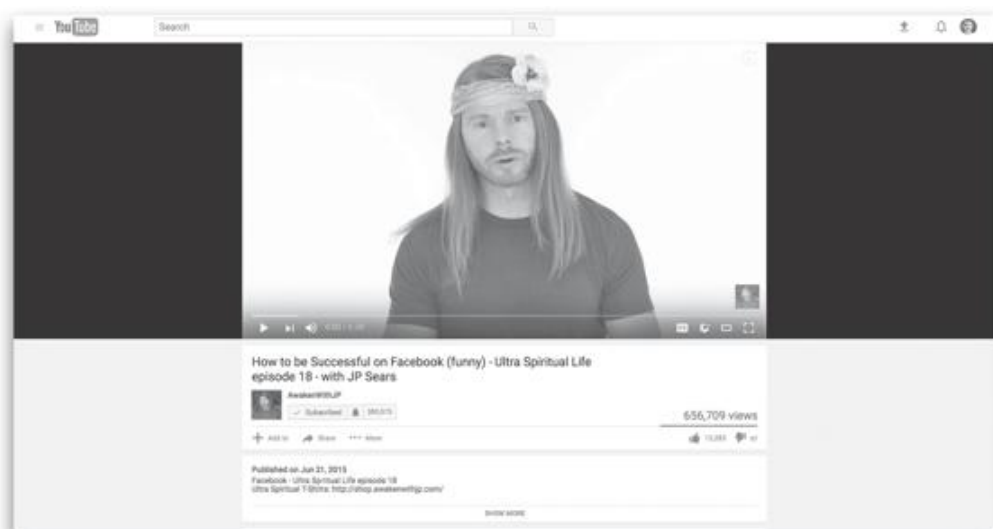 YouTube
Search
How to be Successful on Facebook (funny) - Ultra Spiritual Life
episode 18 - with JP Sears
AwakenWithJP
Subscribed
656,709 views
Add to Share More
Published on Jun 21, 2015
Facebook - Ultra Spiritual Life episode 18
Ultra Spiritual T-Shirts: http://shop.awakenwithjp.com/
SHOW MORE